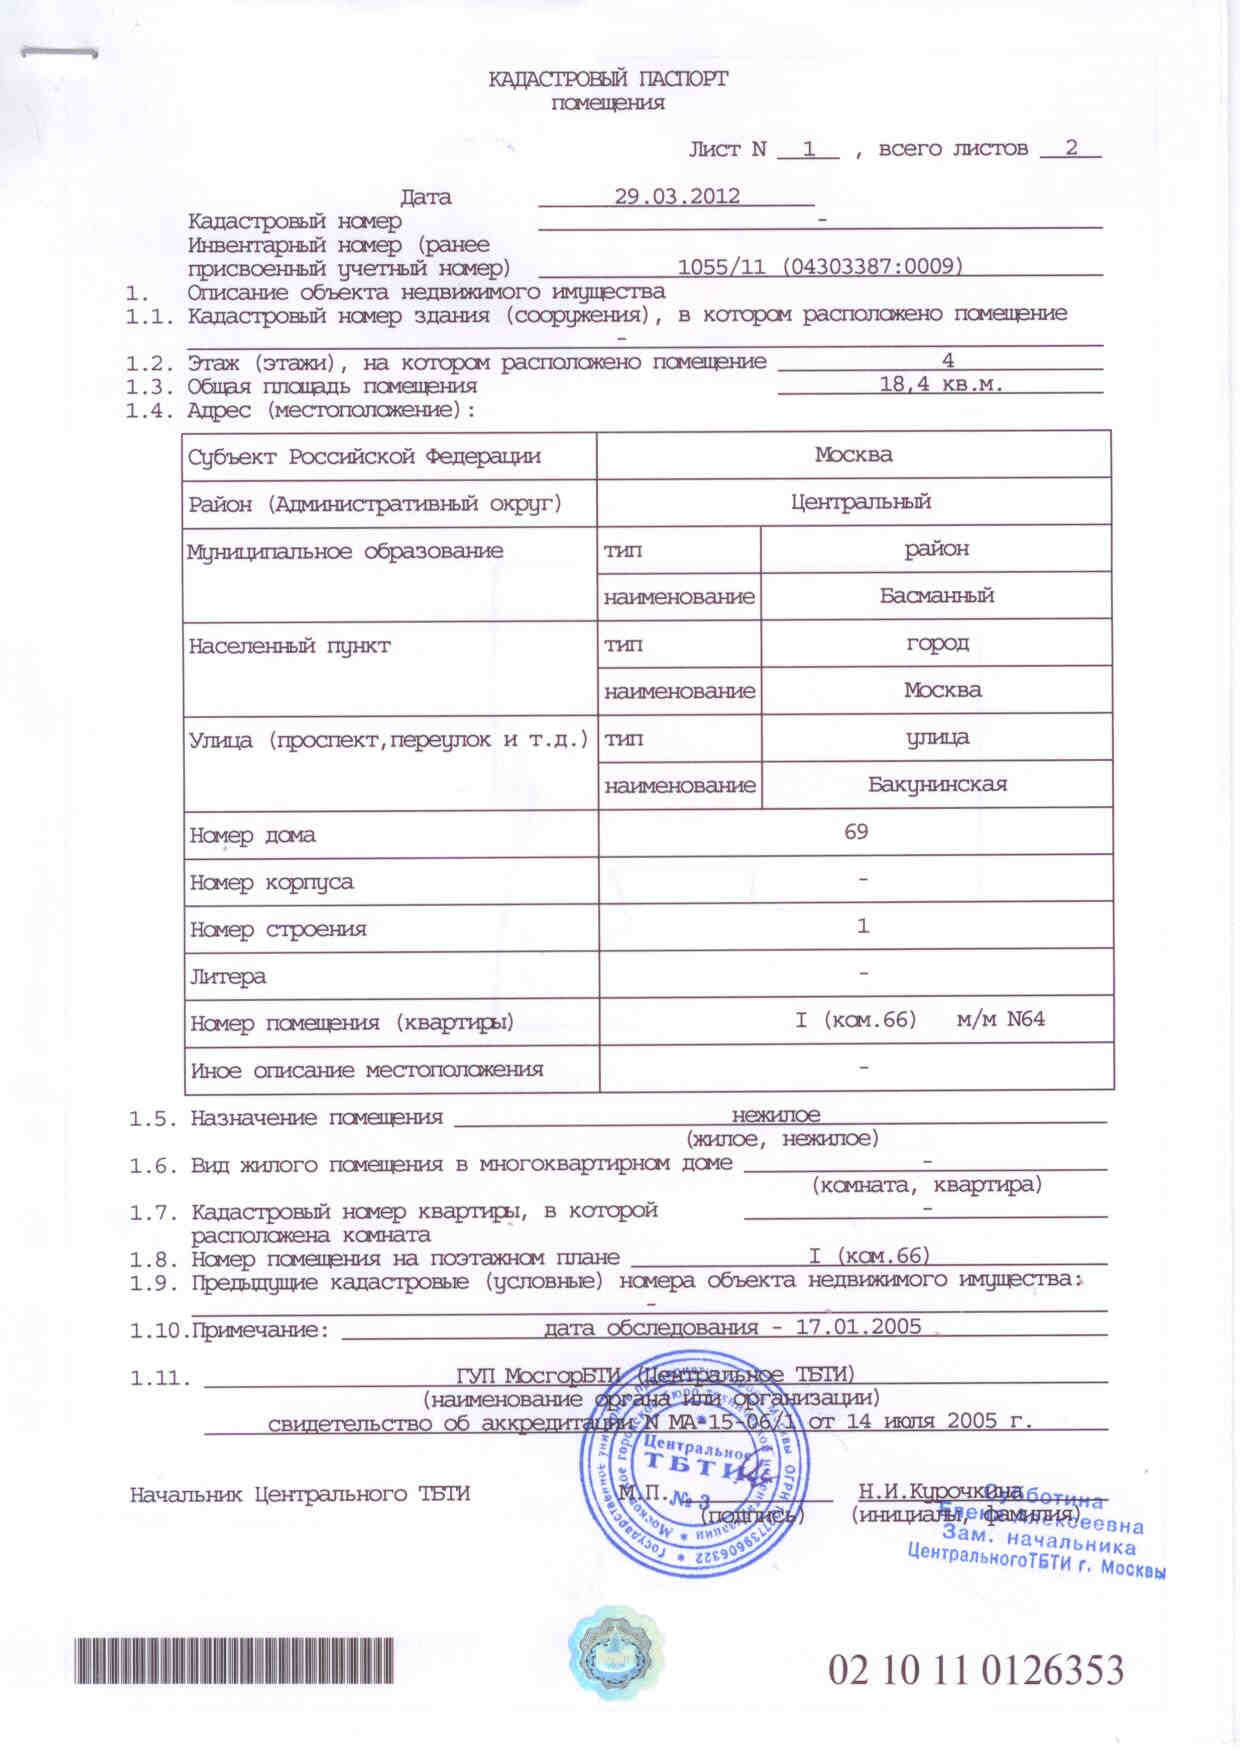 КАДАСТРОВЫЙ ПАСПОРТ
помещения
Лист N 1 , всего листов 2
Дата 29.03.2012
Кадастровый номер -
Инвентарный номер (ранее
присвоенный учетный номер) 1055/11 (04303387:0009)
1. Описание объекта недвижимого имущества
1.1. Кадастровый номер здания (сооружения), в котором расположено помещение
-
1.2. Этаж (этажи), на котором расположено помещение 4
1.3. Общая площадь помещения 18,4 кв.м.
1.4. Адрес (местоположение):
Субъект Российской Федерации Москва
Район (Административный округ) Центральный
Муниципальное образование тип район
наименование Басманный
Населенный пункт тип город
наименование Москва
Улица (проспект,переулок и т.д.) тип улица
наименование Бакунинская
Номер дома 69
Номер корпуса -
Номер строения 1
Литера -
Номер помещения (квартиры) I (ком.66) м/м N64
Иное описание местоположения -
1.5. Назначение помещения нежилое
(жилое, нежилое)
1.6. Вид жилого помещения в многоквартирном доме -
(комната, квартира)
1.7. Кадастровый номер квартиры, в которой -
расположена комната
1.8. Номер помещения на поэтажном плане I (ком.66)
1.9. Предыдущие кадастровые (условные) номера объекта недвижимого имущества:
-
1.10.Примечание: дата обследования - 17.01.2005
1.11. ГУП МосгорБТИ (Центральное ТБТИ)
(наименование органа или организации)
свидетельство об аккредитации N МА 15-06/1 от 14 июля 2005 г.
Центральное
ТБТИ
№ 3
Начальник Центрального ТБТИ М.П. Н.И.Курочкина
(подпись) (инициалы, фамилия)
Субботина
Елена Алексеевна
Зам. начальника
ЦентральногоТБТИ г. Москвы
02 10 11 0126353